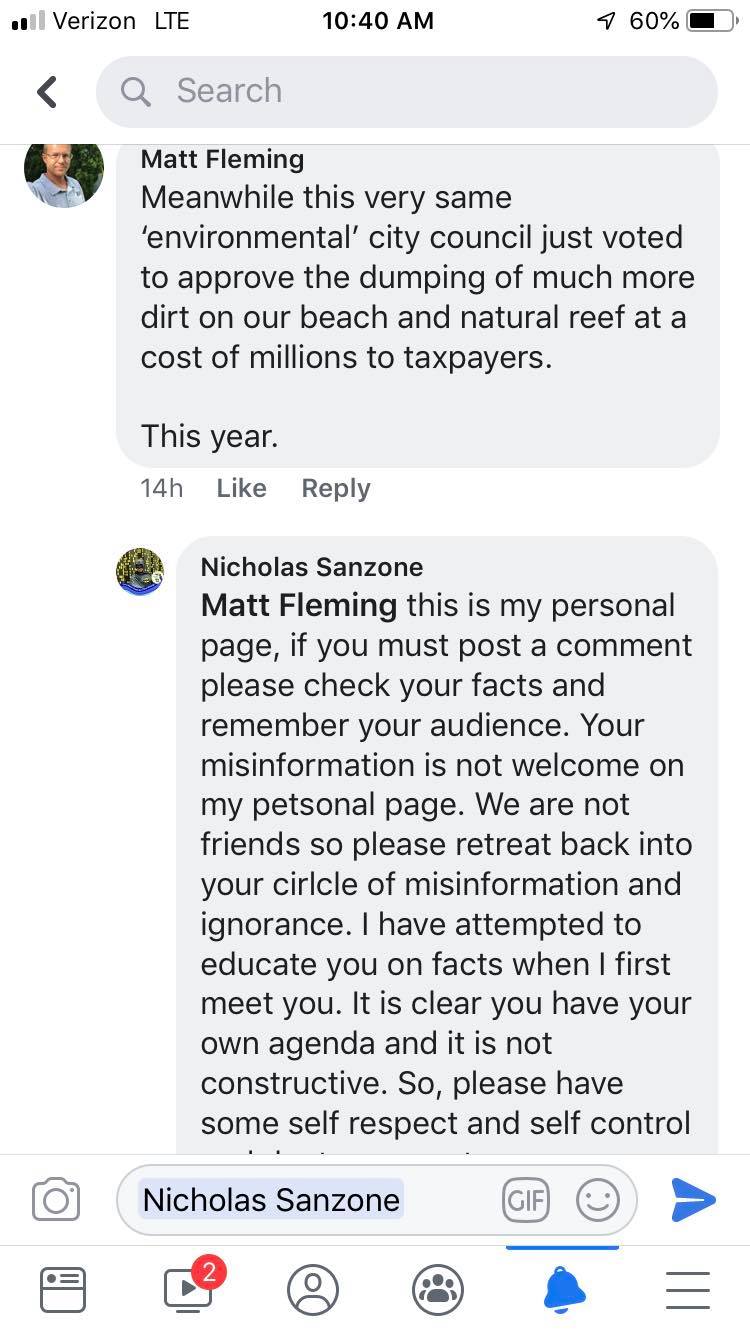 Verizon LTE 10:40 AM 60%
Search
Matt Fleming
Meanwhile this very same
‘environmental’ city council just voted
to approve the dumping of much more
dirt on our beach and natural reef at a
cost of millions to taxpayers.
This year.
14h Like Reply
Nicholas Sanzone
Matt Fleming this is my personal
page, if you must post a comment
please check your facts and
remember your audience. Your
misinformation is not welcome on
my petsonal page. We are not
friends so please retreat back into
your cirlcle of misinformation and
ignorance. I have attempted to
educate you on facts when I first
meet you. It is clear you have your
own agenda and it is not
constructive. So, please have
some self respect and self control
Nicholas Sanzone GIF
2